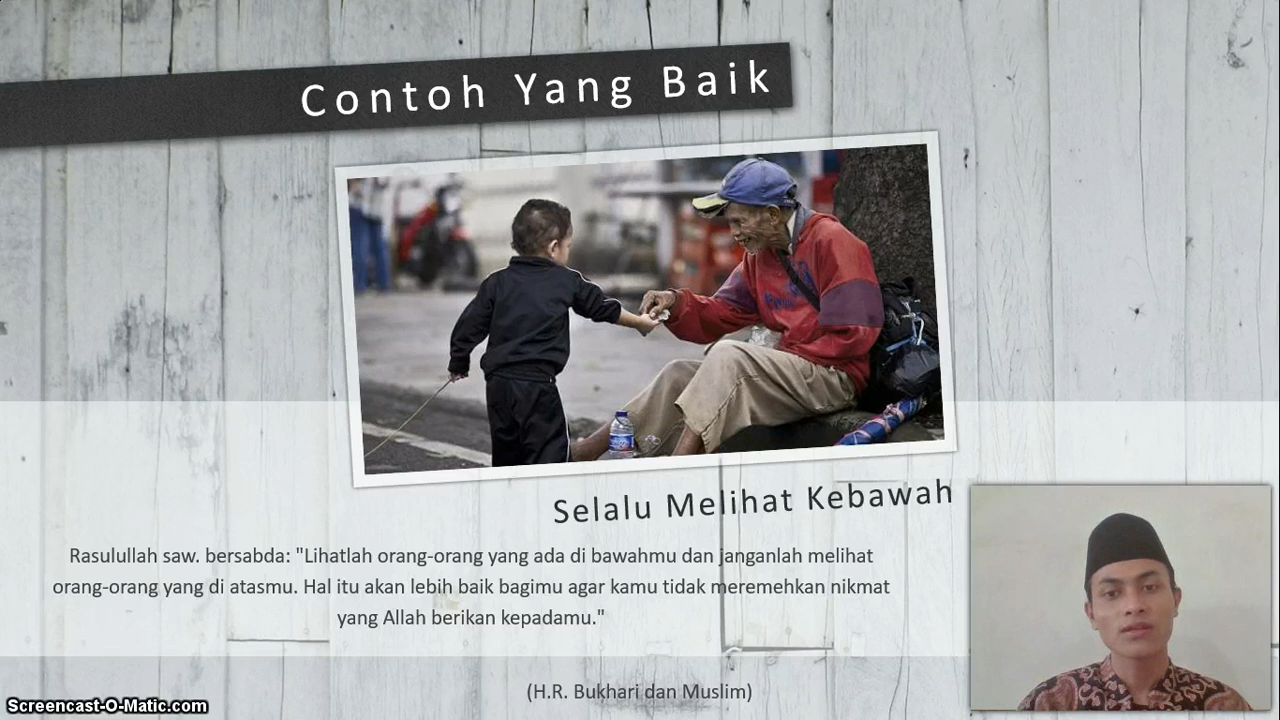 Contoh Yang Baik
Selalu Melihat Kebawah
Rasulullah saw. bersabda: "Lihatlah orang-orang yang ada di bawahmu dan janganlah melihat
orang-orang yang di atasmu. Hal itu akan lebih baik bagimu agar kamu tidak meremehkan nikmat
yang Allah berikan kepadamu."
(H.R. Bukhari dan Muslim)
Screencast-O-Matic.com